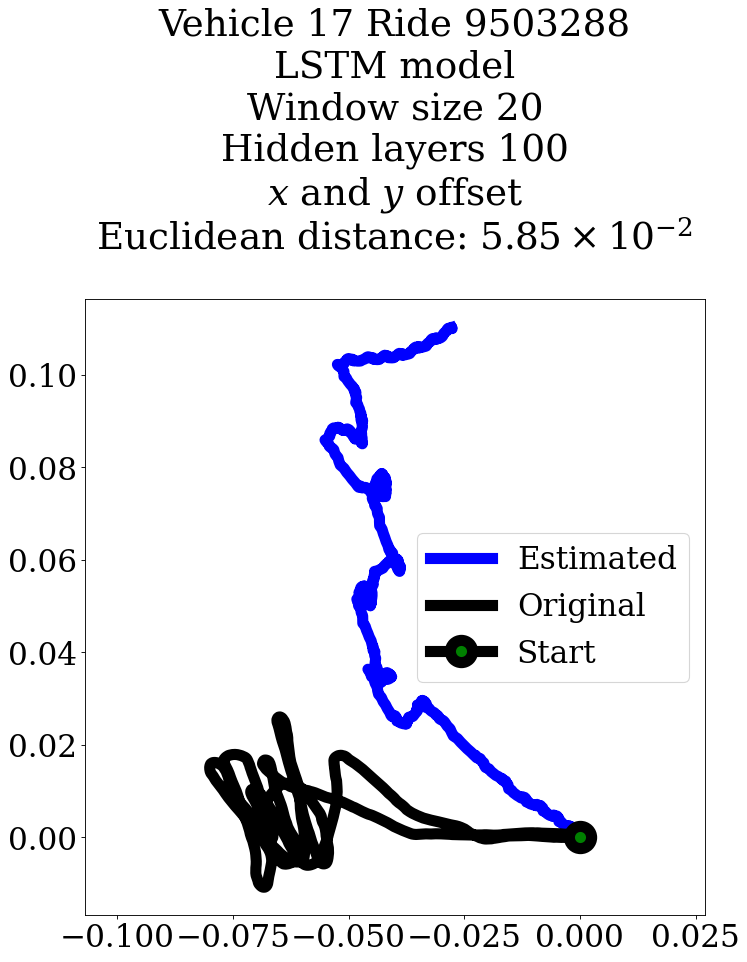 Vehicle 17 Ride 9503288
LSTM model
Window size 20
Hidden layers 100
x and y offset
Euclidean distance: 5.85 × 10⁻²
0.10
0.08
0.06
0.04
0.02
0.00
Estimated
Original
Start
−0.100 −0.075 −0.050 −0.025 0.000 0.025